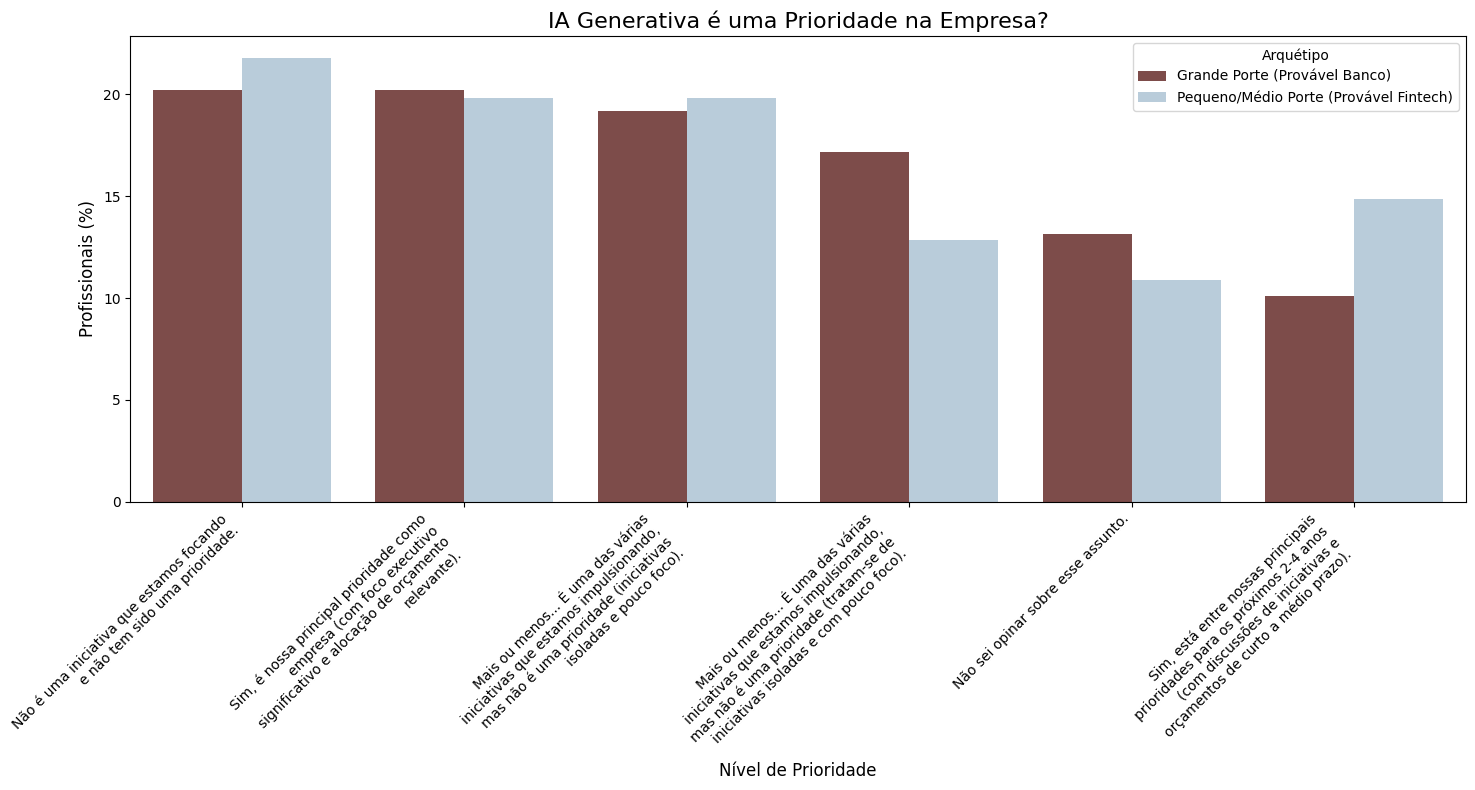 IA Generativa é uma Prioridade na Empresa?
Arquétipo
Grande Porte (Provável Banco)
Pequeno/Médio Porte (Provável Fintech)
Profissionais (%)
20
15
10
5
0
Não é uma iniciativa que estamos focando
e não tem sido uma prioridade.
Sim, é nossa principal prioridade como
empresa (com foco executivo
significativo e alocação de orçamento
relevante).
Mais ou menos... É uma das várias
iniciativas que estamos impulsionando,
mas não é uma prioridade (iniciativas
isoladas e pouco foco).
Mais ou menos... É uma das várias
iniciativas que estamos impulsionando,
mas não é uma prioridade (tratam-se de
iniciativas isoladas e com pouco foco).
Não sei opinar sobre esse assunto.
Sim, está entre nossas principais
prioridades para os próximos 2-4 anos
(com discussões de iniciativas e
orçamentos de curto a médio prazo).
Nível de Prioridade